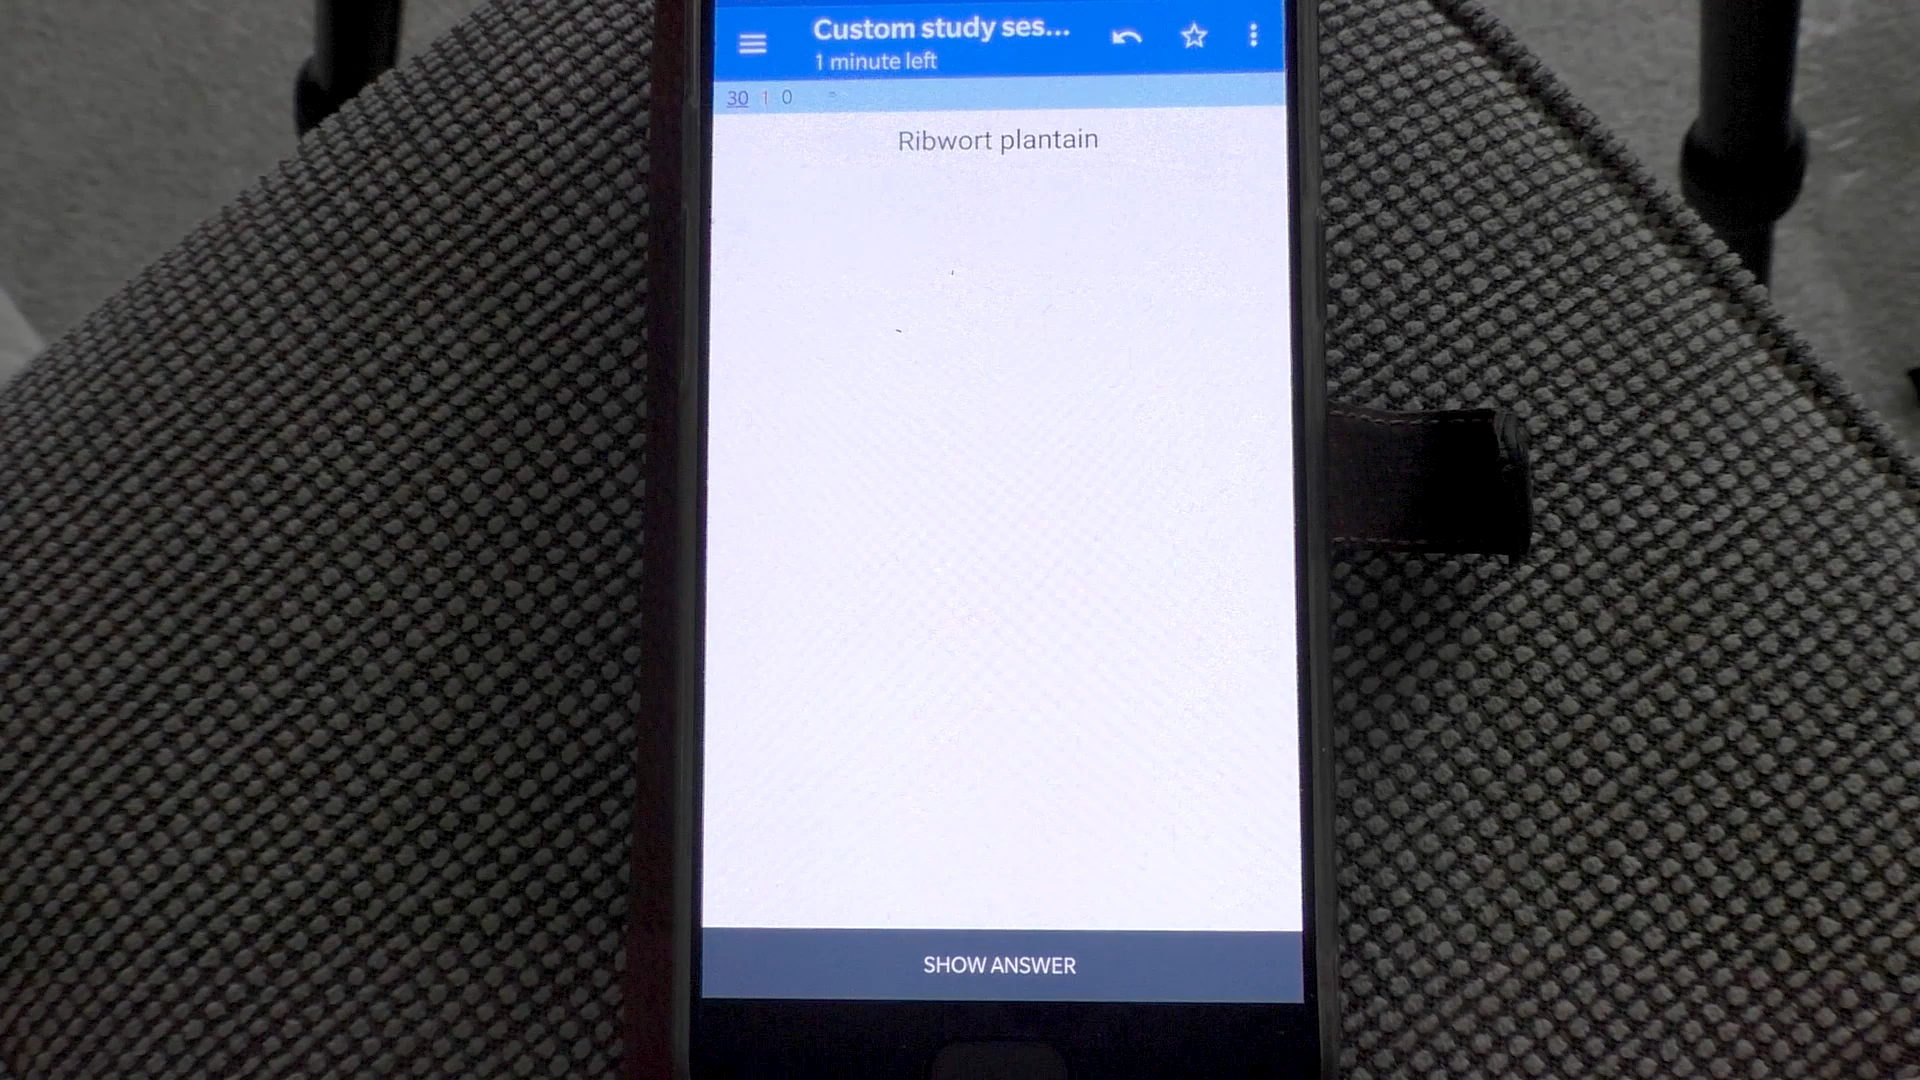 Custom study ses...
1 minute left
30 1 0
Ribwort plantain
SHOW ANSWER